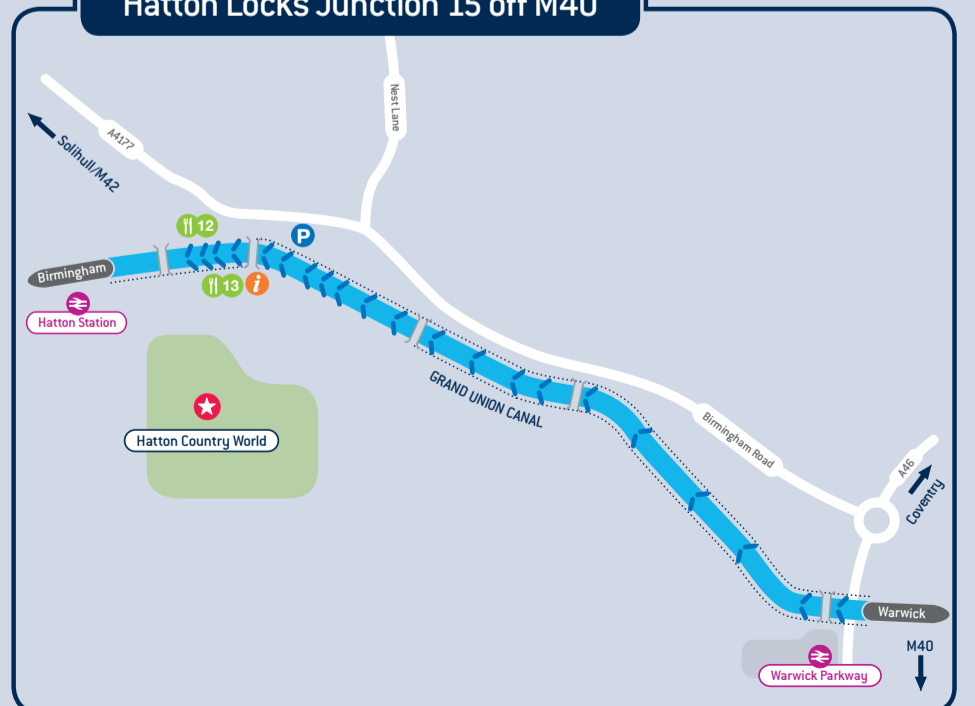 Hatton Locks Junction 15 off M40
Nest Lane
A4177
Solihull/M42
12
P
Birmingham
13
i
Hatton Station
GRAND UNION CANAL
Hatton Country World
Birmingham Road
A46
Coventry
Warwick
M40
Warwick Parkway